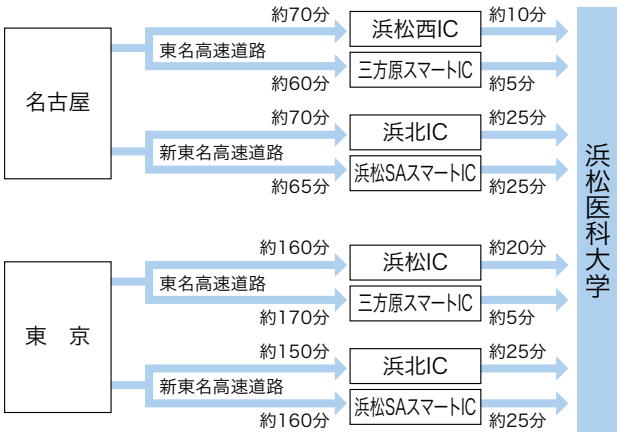 名古屋
東名高速道路
約70分
浜松西IC
約10分
約60分
三方原スマートIC
約5分
新東名高速道路
約70分
浜北IC
約25分
約65分
浜松SAスマートIC
約25分
東 京
東名高速道路
約160分
浜松IC
約20分
約170分
三方原スマートIC
約5分
新東名高速道路
約150分
浜北IC
約25分
約160分
浜松SAスマートIC
約25分
浜松医科大学